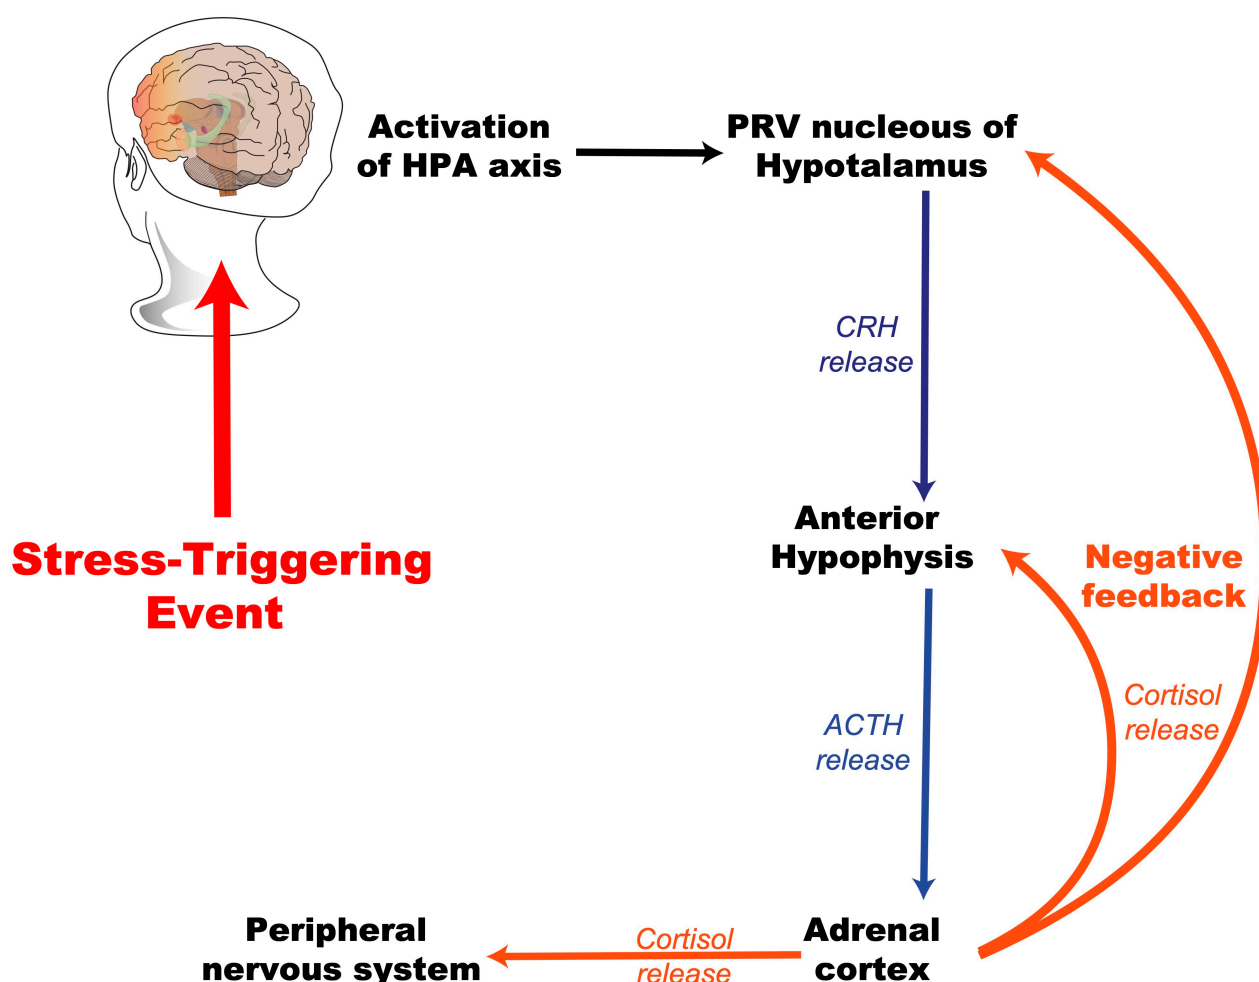 Activation
of HPA axis
PRV nucleous of
Hypotalamus
CRH
release
Stress-Triggering
Event
Anterior
Hypophysis
Negative
feedback
Cortisol
release
ACTH
release
Peripheral
nervous system
Cortisol
release
Adrenal
cortex